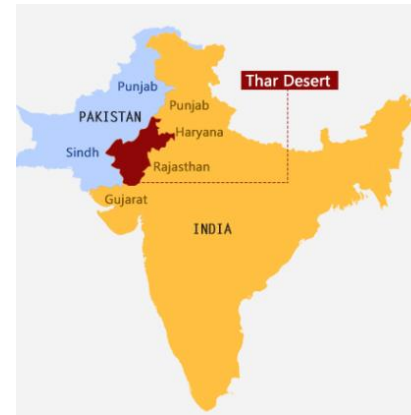 Thar Desert
Punjab
Punjab
PAKISTAN
Haryana
Sindh
Rajasthan
Gujarat
INDIA